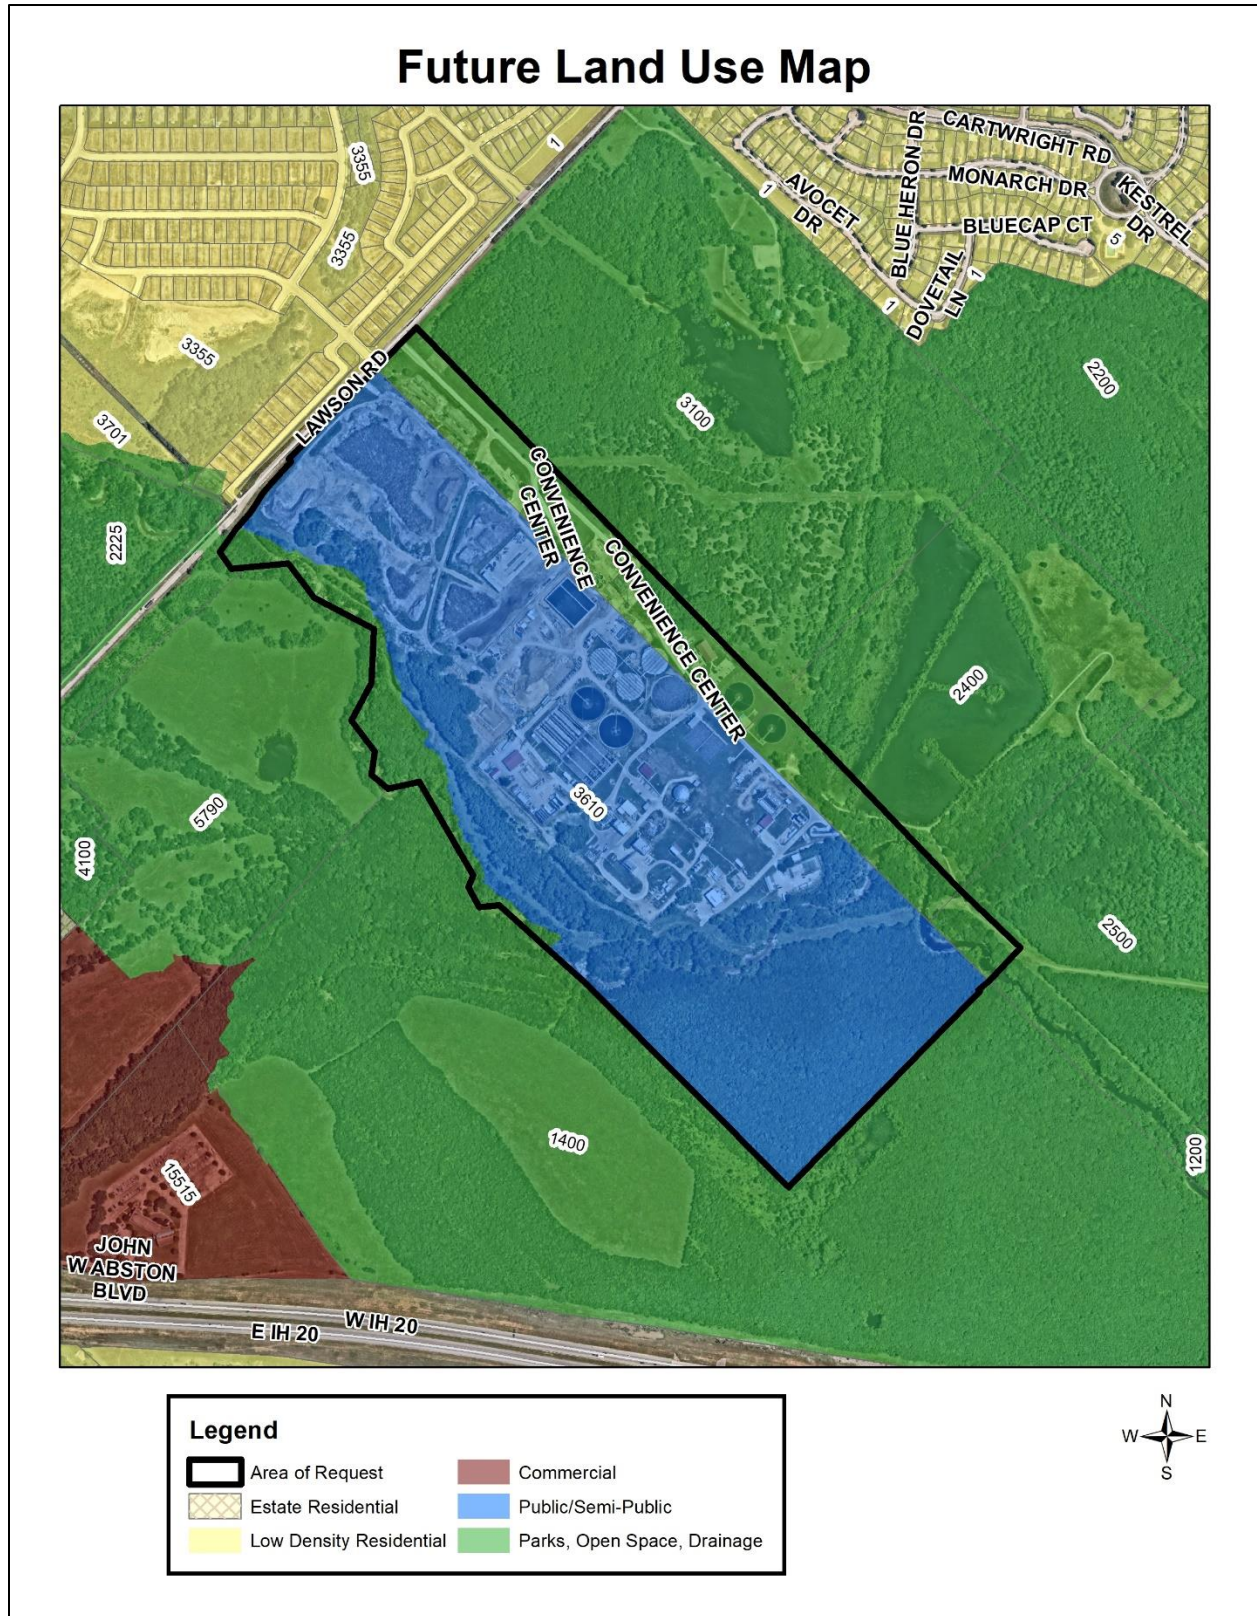 Future Land Use Map
CARTWRIGHT RD
BLUE HERON DR
3355
1
MONARCH DR
KESTREL
DR
1
AVOCET
DR
BLUECAP CT
5
3355
DOVETAIL
LN
1
1
3355
2200
LAWSON RD
3100
3701
CONVENIENCE
CENTER
2225
CONVENIENCE CENTER
2400
3610
5790
4100
2500
1400
1200
15515
JOHN
W ABSTON
BLVD
W IH 20
E IH 20
Legend
Area of Request
Estate Residential
Low Density Residential
Commercial
Public/Semi-Public
Parks, Open Space, Drainage
N
W
E
S